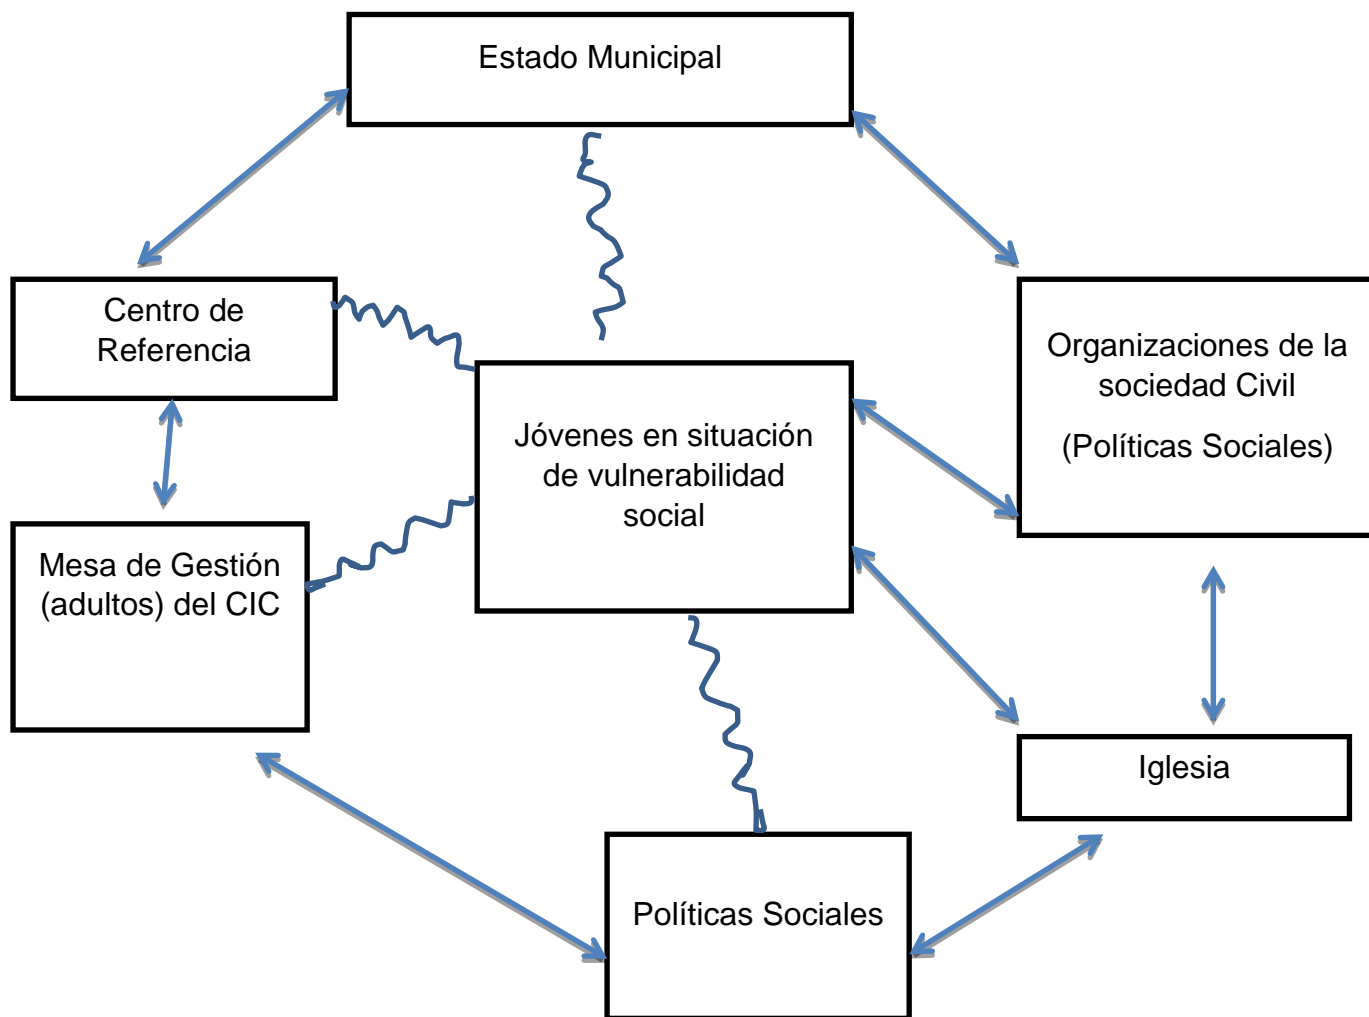 Estado Municipal
Centro de
Referencia
Organizaciones de la
sociedad Civil
(Políticas Sociales)
Jóvenes en situación
de vulnerabilidad
social
Mesa de Gestión
(adultos) del CIC
Iglesia
Políticas Sociales